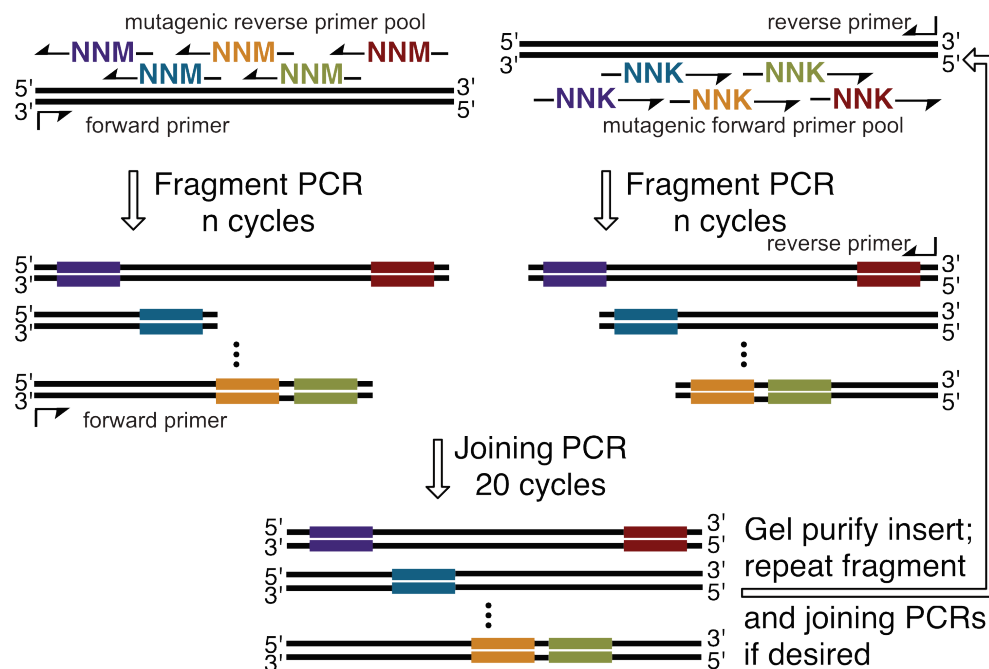 mutagenic reverse primer pool
NNM NNM NNM
NNM NNM
5' 3'
3' 5'
forward primer
reverse primer
5' 3'
3' 5'
NNK NNK
NNK NNK NNK
mutagenic forward primer pool
Fragment PCR
n cycles
Fragment PCR
n cycles
5'
3'
5'
3'
5'
3'
forward primer
reverse primer
3'
5'
3'
5'
3'
5'
Joining PCR
20 cycles
5' 3'
3' 5'
5' 3'
3' 5'
5' 3'
3' 5'
Gel purify insert;
repeat fragment
and joining PCRs
if desired